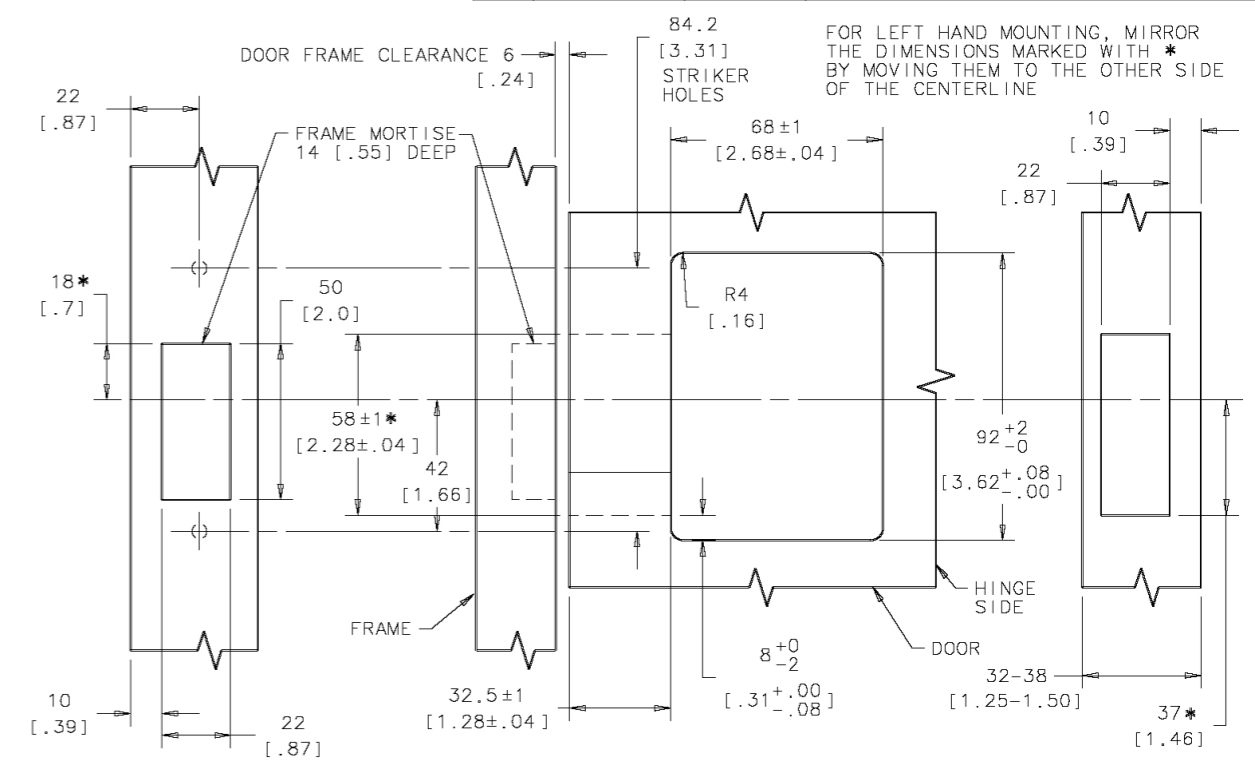 84.2
[3.31]
STRIKER
HOLES
DOOR FRAME CLEARANCE 6
[.24]
FOR LEFT HAND MOUNTING, MIRROR
THE DIMENSIONS MARKED WITH *
BY MOVING THEM TO THE OTHER SIDE
OF THE CENTERLINE
22
[.87]
FRAME MORTISE
14 [.55] DEEP
68±1
[2.68±.04]
10
[.39]
22
[.87]
18*
[.7]
50
[2.0]
R4
[.16]
58±1*
[2.28±.04]
42
[1.66]
92+2
-0
[3.62+.08
-.00]
HINGE
SIDE
FRAME
DOOR
8+0
-2
[.31+.00
-.08]
32.5±1
[1.28±.04]
32-38
[1.25-1.50]
37*
[1.46]
10
[.39]
22
[.87]